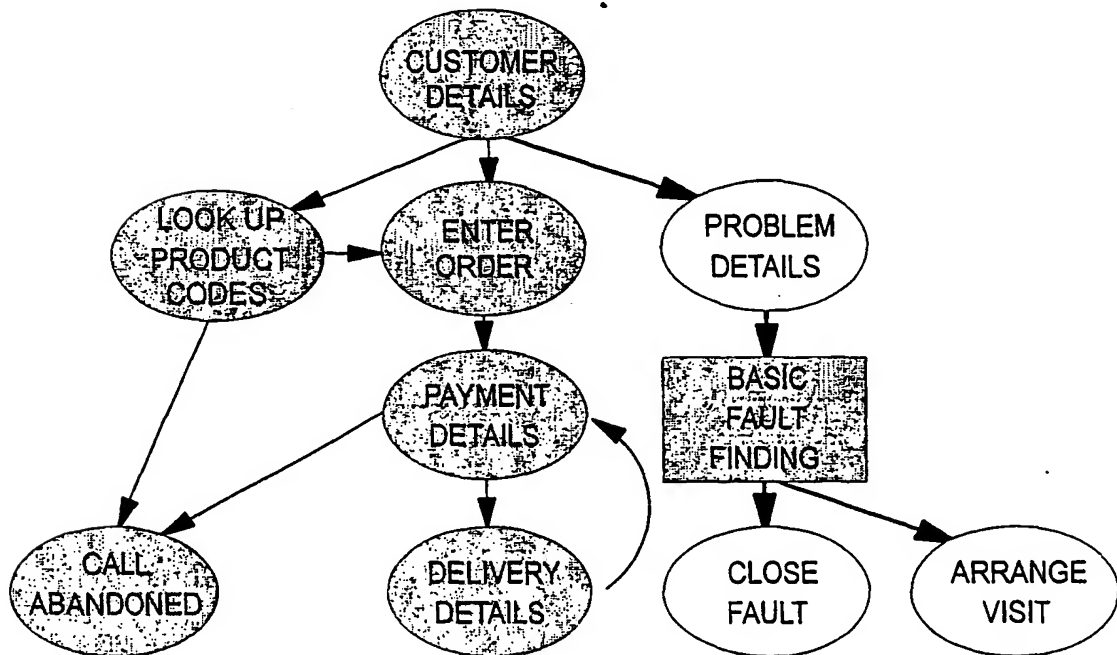 CUSTOMER
DETAILS
LOOK UP
PRODUCT
CODES
ENTER
ORDER
PROBLEM
DETAILS
PAYMENT
DETAILS
BASIC
FAULT
FINDING
CALL
ABANDONED
DELIVERY
DETAILS
CLOSE
FAULT
ARRANGE
VISIT